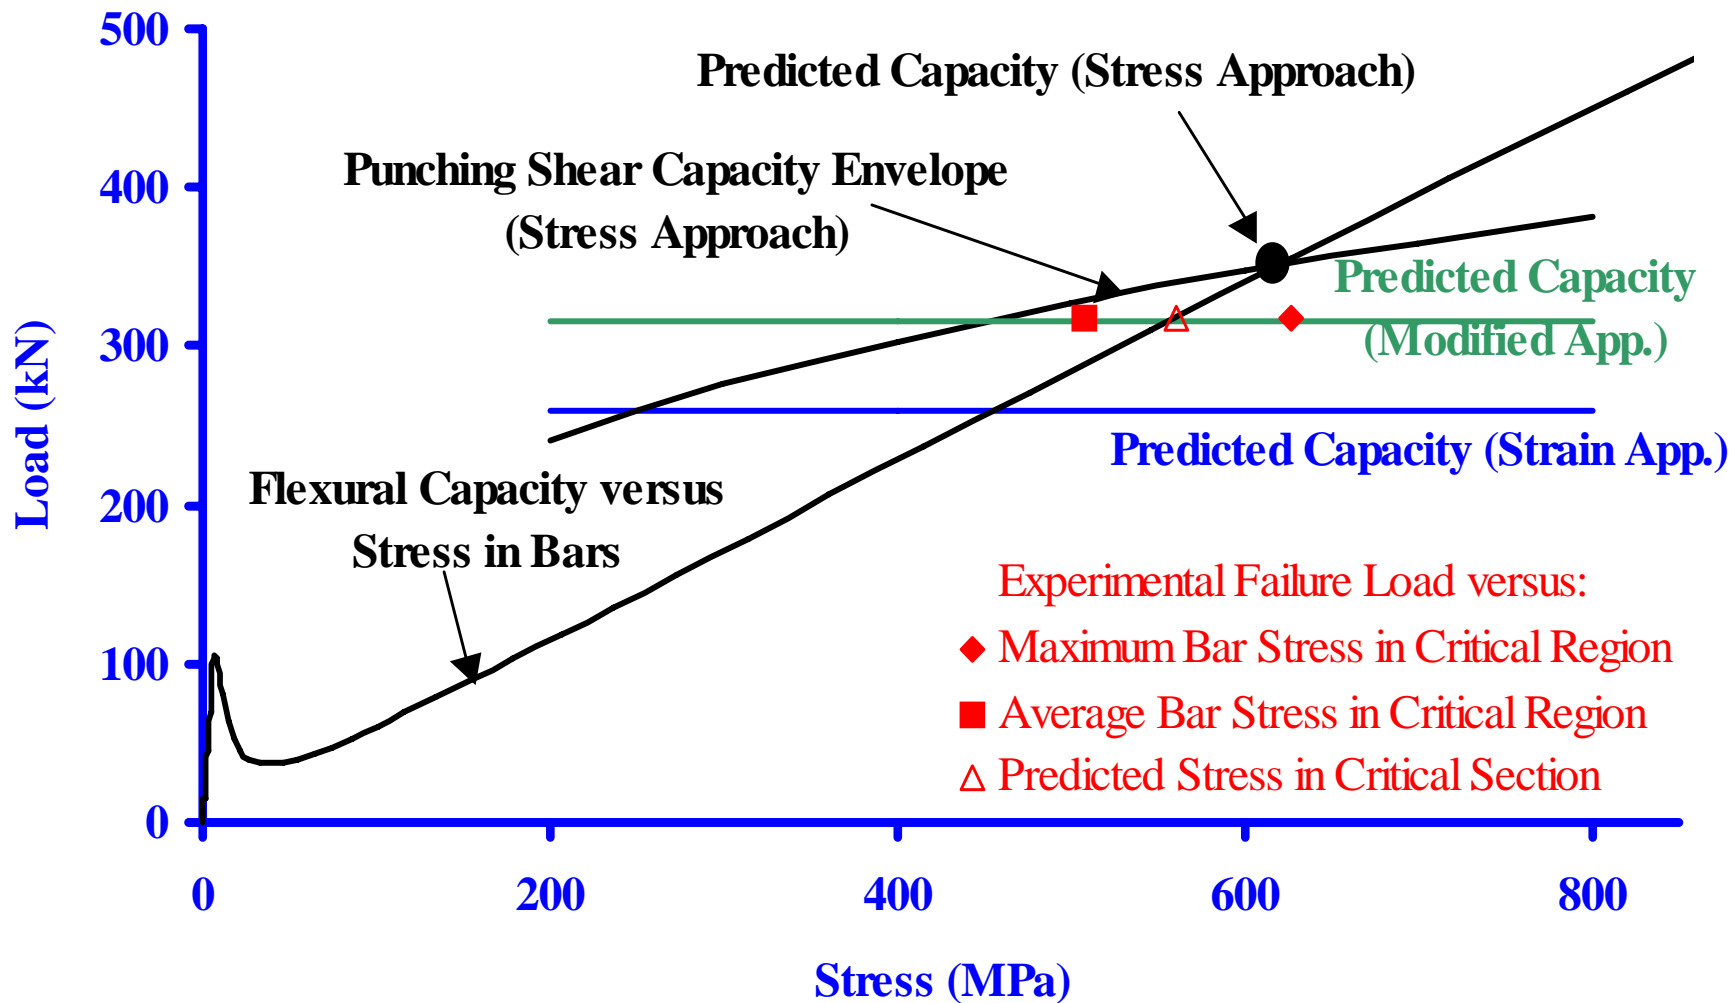 500
Predicted Capacity (Stress Approach)
Punching Shear Capacity Envelope
(Stress Approach)
400
Predicted Capacity
(Modified App.)
300
Load (kN)
Predicted Capacity (Strain App.)
Flexural Capacity versus
Stress in Bars
200
Experimental Failure Load versus:
Maximum Bar Stress in Critical Region
100
Average Bar Stress in Critical Region
Predicted Stress in Critical Section
0
0 200 400 600 800
Stress (MPa)